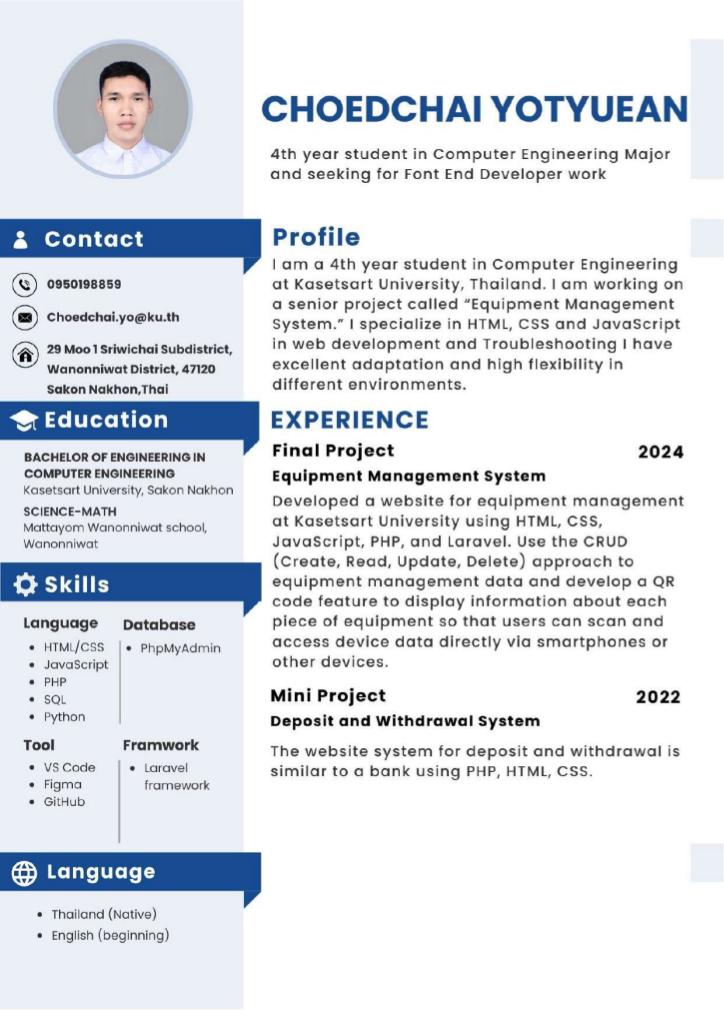 CHOEDCHAI YOTYUEAN
4th year student in Computer Engineering Major
and seeking for Font End Developer work
Contact
0950198859
Choedchai.yo@ku.th
29 Moo 1 Sriwichai Subdistrict,
Wanonniwat District, 47120
Sakon Nakhon,Thai
Education
BACHELOR OF ENGINEERING IN
COMPUTER ENGINEERING
Kasetsart University, Sakon Nakhon
SCIENCE-MATH
Mattayom Wanonniwat school,
Wanonniwat
Skills
Language
• HTML/CSS
• JavaScript
• PHP
• SQL
• Python
Database
• PhpMyAdmin
Tool
• VS Code
• Figma
• GitHub
Framwork
• Laravel
framework
Language
• Thailand (Native)
• English (beginning)
Profile
I am a 4th year student in Computer Engineering
at Kasetsart University, Thailand. I am working on
a senior project called “Equipment Management
System.” I specialize in HTML, CSS and JavaScript
in web development and Troubleshooting I have
excellent adaptation and high flexibility in
different environments.
EXPERIENCE
Final Project 2024
Equipment Management System
Developed a website for equipment management
at Kasetsart University using HTML, CSS,
JavaScript, PHP, and Laravel. Use the CRUD
(Create, Read, Update, Delete) approach to
equipment management data and develop a QR
code feature to display information about each
piece of equipment so that users can scan and
access device data directly via smartphones or
other devices.
Mini Project 2022
Deposit and Withdrawal System
The website system for deposit and withdrawal is
similar to a bank using PHP, HTML, CSS.